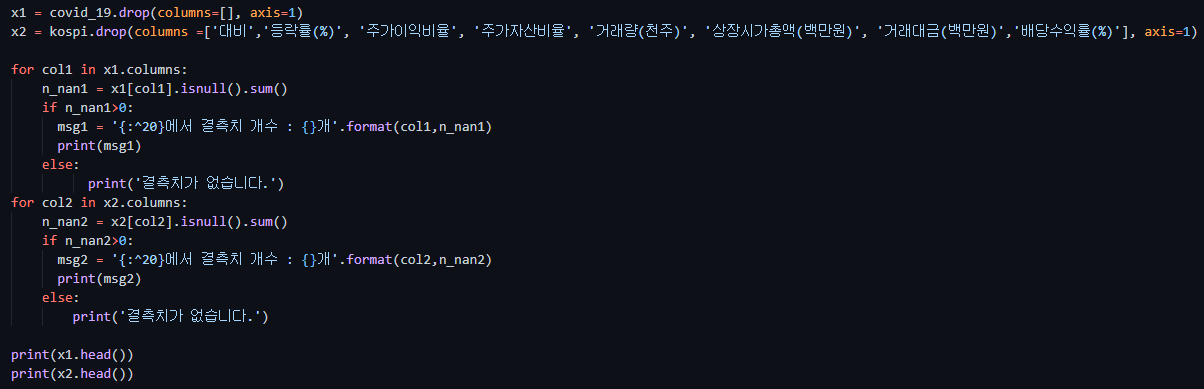 x1 = covid_19.drop(columns=[], axis=1)
x2 = kospi.drop(columns =['대비','등락률(%)', '주가이익비율', '주가자산비율', '거래량(천주)', '상장시가총액(백만원)', '거래대금(백만원)','배당수익률(%)'], axis=1)
for col1 in x1.columns:
    n_nan1 = x1[col1].isnull().sum()
    if n_nan1>0:
      msg1 = '{:^20}에서 결측치 개수 : {}개'.format(col1,n_nan1)
      print(msg1)
    else:
          print('결측치가 없습니다.')
for col2 in x2.columns:
    n_nan2 = x2[col2].isnull().sum()
    if n_nan2>0:
      msg2 = '{:^20}에서 결측치 개수 : {}개'.format(col2,n_nan2)
      print(msg2)
    else:
        print('결측치가 없습니다.')
print(x1.head())
print(x2.head())